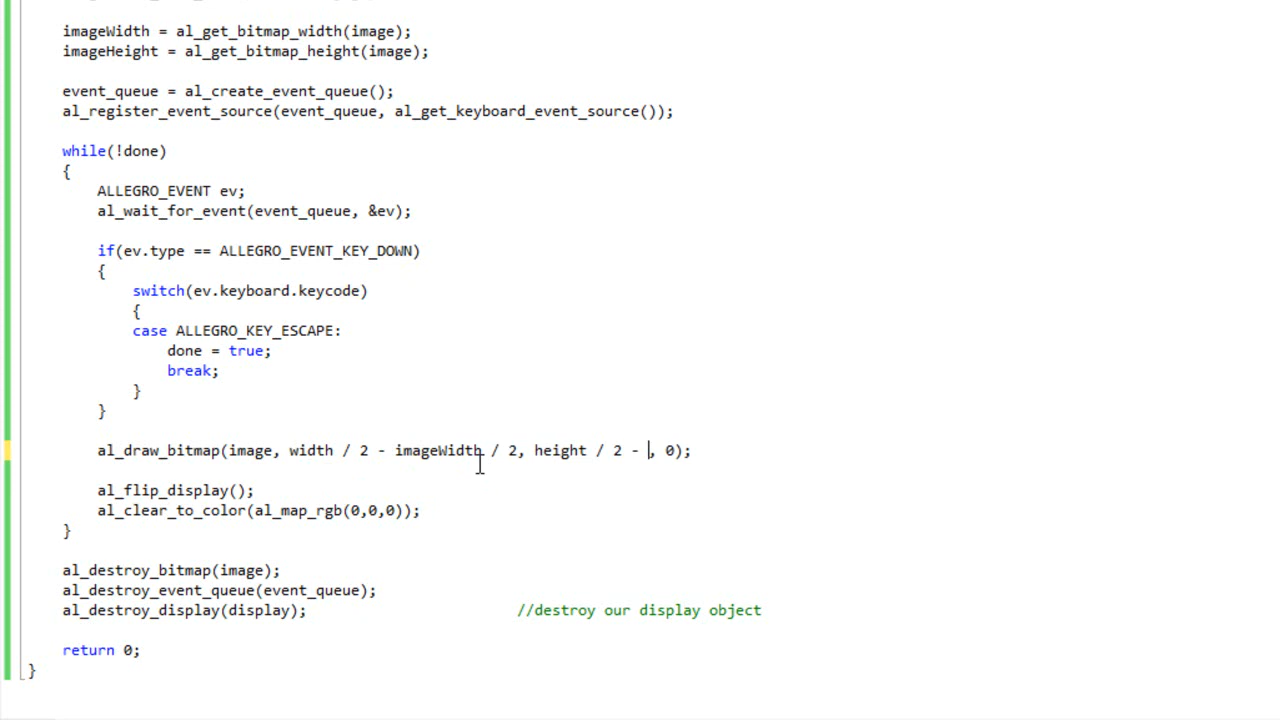 imageWidth = al_get_bitmap_width(image);
imageHeight = al_get_bitmap_height(image);
event_queue = al_create_event_queue();
al_register_event_source(event_queue, al_get_keyboard_event_source());
while(!done)
{
ALLEGRO_EVENT ev;
al_wait_for_event(event_queue, &ev);
if(ev.type == ALLEGRO_EVENT_KEY_DOWN)
{
switch(ev.keyboard.keycode)
{
case ALLEGRO_KEY_ESCAPE:
done = true;
break;
}
}
al_draw_bitmap(image, width / 2 - imageWidth / 2, height / 2 - , 0);
al_flip_display();
al_clear_to_color(al_map_rgb(0,0,0));
}
al_destroy_bitmap(image);
al_destroy_event_queue(event_queue);
al_destroy_display(display); //destroy our display object
return 0;
}